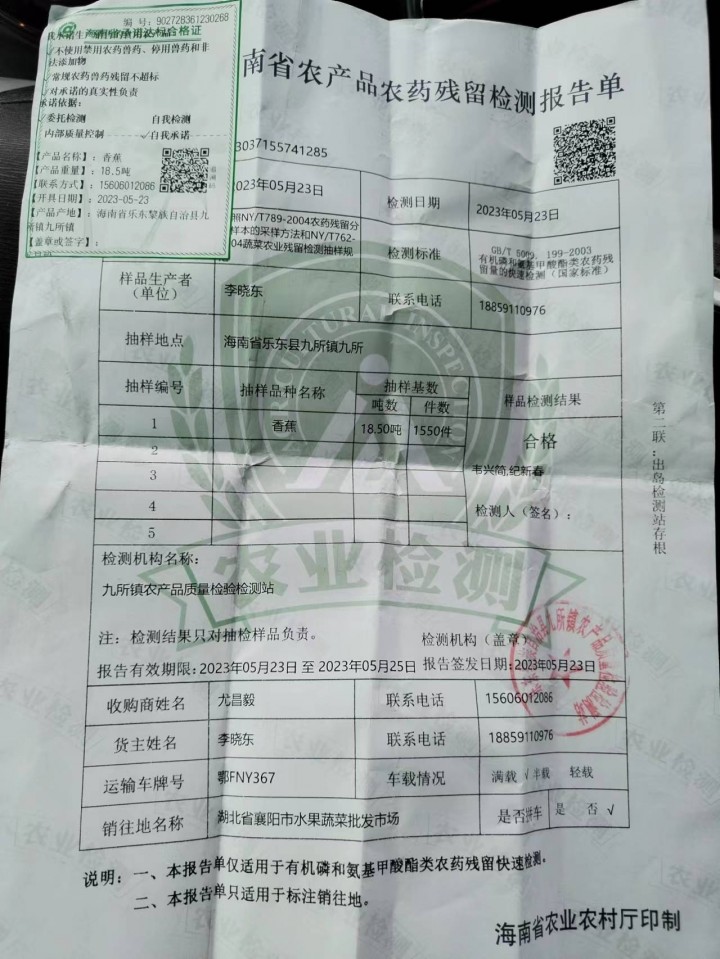 编 号: 902728361230268
承诺达标合格证
不使用禁用农药兽药、停用兽药和非
法添加物
常规农药兽药残留不超标
对承诺的真实性负责
承诺依据:
委托检测 自我检测
内部质量控制 ✓自我承诺
【产品名称】: 香蕉
【产品重量】: 18.5吨
【联系方式】: 15606012086
【开具日期】: 2023-05-23
【产品产地】: 海南省乐东黎族自治县九
所镇九所镇
【盖章或签字】:
南省农产品农药残留检测报告单
3037155741285
2023年05月23日 检测日期 2023年05月23日
照NY/T789-2004农药残留分
样本的采样方法和NY/T762-
04蔬菜农业残留检测抽样规
检测标准
GB/T 5009. 199-2003
有机磷和氨基甲酸酯类农药残
留量的快速检测（国家标准）
样品生产者
(单位)
李晓东 联系电话 18859110976
抽样地点 海南省乐东县九所镇九所
抽样编号 抽样品种名称 抽样基数 样品检测结果
吨数 件数
1 香蕉 18.50吨 1550件 合格
2
3 韦兴简,纪新春
4 检测人（签名）:
5
检测机构名称:
九所镇农产品质量检验检测站
农业检测
注: 检测结果只对抽检样品负责。 检测机构（盖章）
报告有效期限: 2023年05月23日 至 2023年05月25日 报告签发日期: 2023年05月23日
收购商姓名 尤昌毅 联系电话 15606012086
货主姓名 李晓东 联系电话 18859110976
运输车牌号 鄂FNY367 车载情况 满载 √半载 轻载
销往地名称 湖北省襄阳市水果蔬菜批发市场 是否拼车 是 否 √
说明: 一、本报告单仅适用于有机磷和氨基甲酸酯类农药残留快速检测。
二、本报告单只适用于标注销往地。
海南省农业农村厅印制
第二联：出岛检测站存根